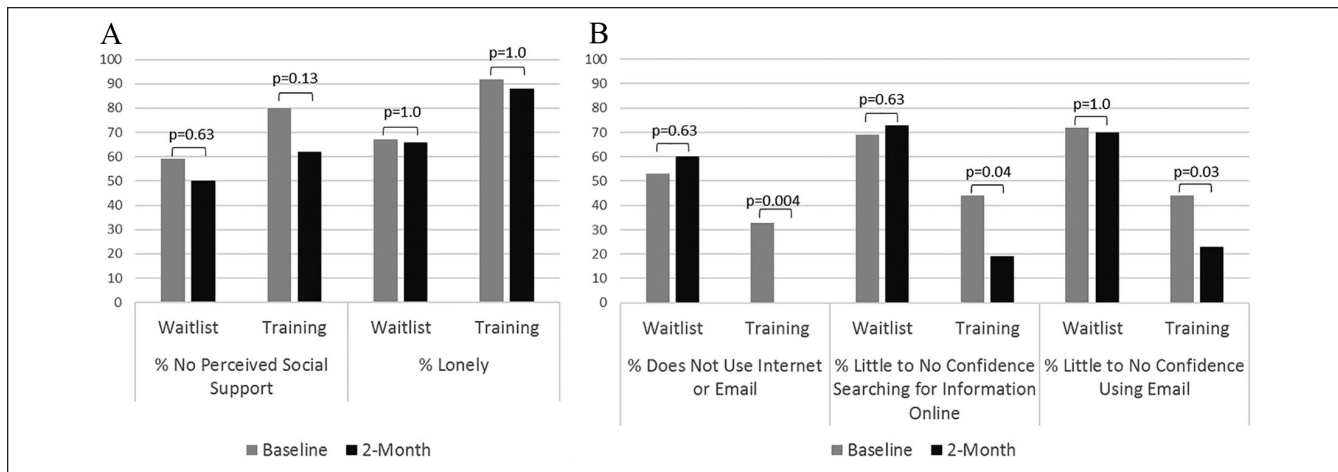 A
100
90
80
70
60
50
40
30
20
10
0
p=0.63
p=0.13
p=1.0
p=1.0
Waitlist Training Waitlist Training
% No Perceived Social
Support
% Lonely
Baseline 2-Month
B
100
90
80
70
60
50
40
30
20
10
0
p=0.63
p=0.004
p=0.63
p=0.04
p=1.0
p=0.03
Waitlist Training Waitlist Training Waitlist Training
% Does Not Use Internet
or Email
% Little to No Confidence
Searching for Information
Online
% Little to No Confidence
Using Email
Baseline 2-Month